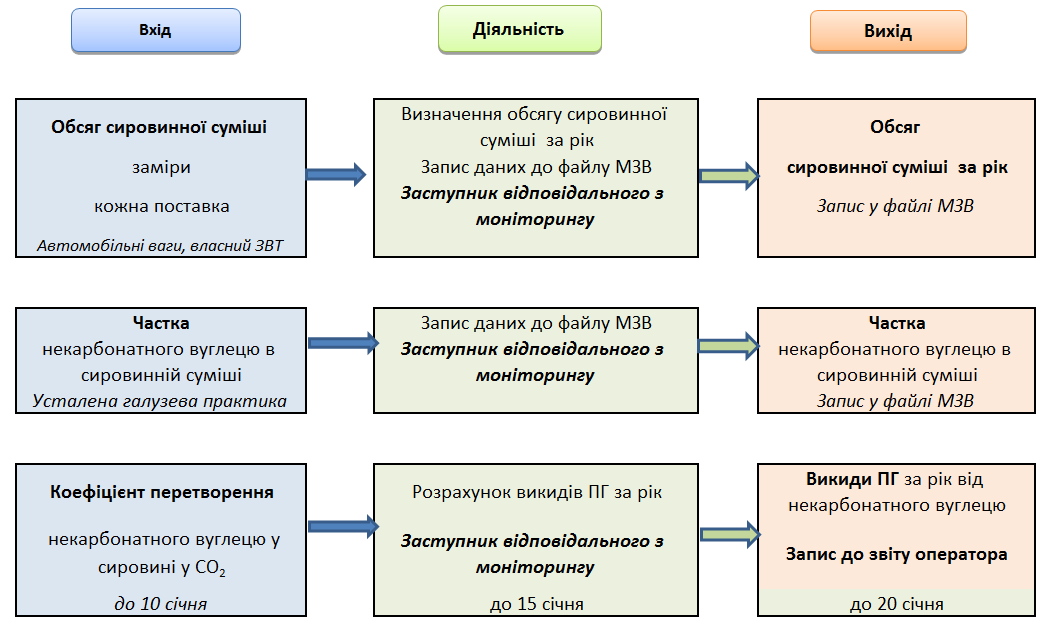 Вхід
Діяльність
Вихід
Обсяг сировинної суміші
заміри
кожна поставка
Автомобільні ваги, власний ЗВТ
Визначення обсягу сировинної
суміші за рік
Запис даних до файлу МЗВ
Заступник відповідального з
моніторингу
Обсяг
сировинної суміші за рік
Запис у файлі МЗВ
Частка
некарбонатного вуглецю в
сировинній суміші
Усталена галузева практика
Запис даних до файлу МЗВ
Заступник відповідального з
моніторингу
Частка
некарбонатного вуглецю в
сировинній суміші
Запис у файлі МЗВ
Коефіцієнт перетворення
некарбонатного вуглецю у
сировині у CO₂
до 10 січня
Розрахунок викидів ПГ за рік
Заступник відповідального з
моніторингу
до 15 січня
Викиди ПГ за рік від
некарбонатного вуглецю
Запис до звіту оператора
до 20 січня